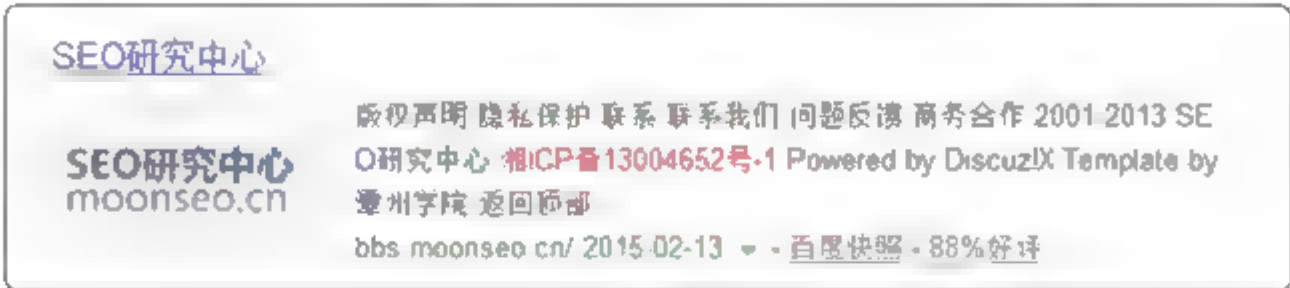 SEO研究中心
SEO研究中心
moonseo.cn
版权声明 隐私保护 联系 联系我们 问题反馈 商务合作 2001-2013 SE
O研究中心 湘ICP备13004652号-1 Powered by Discuz!X Template by
潭州学院 返回顶部
bbs.moonseo.cn/ 2015-02-13 - 百度快照 - 88%好评